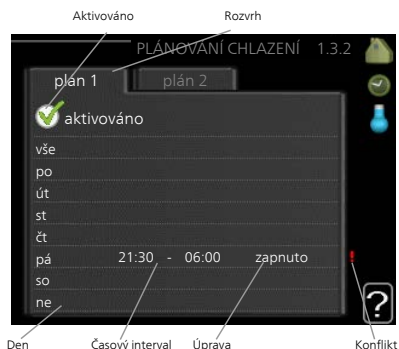 Aktivováno Rozvrh
PLÁNOVÁNÍ CHLAZENÍ 1.3.2
plán 1 plán 2
aktivováno
vše
po
út
st
čt
pá 21:30 - 06:00 zapnuto !
so
ne
?
Den Časový interval Úprava Konflikt